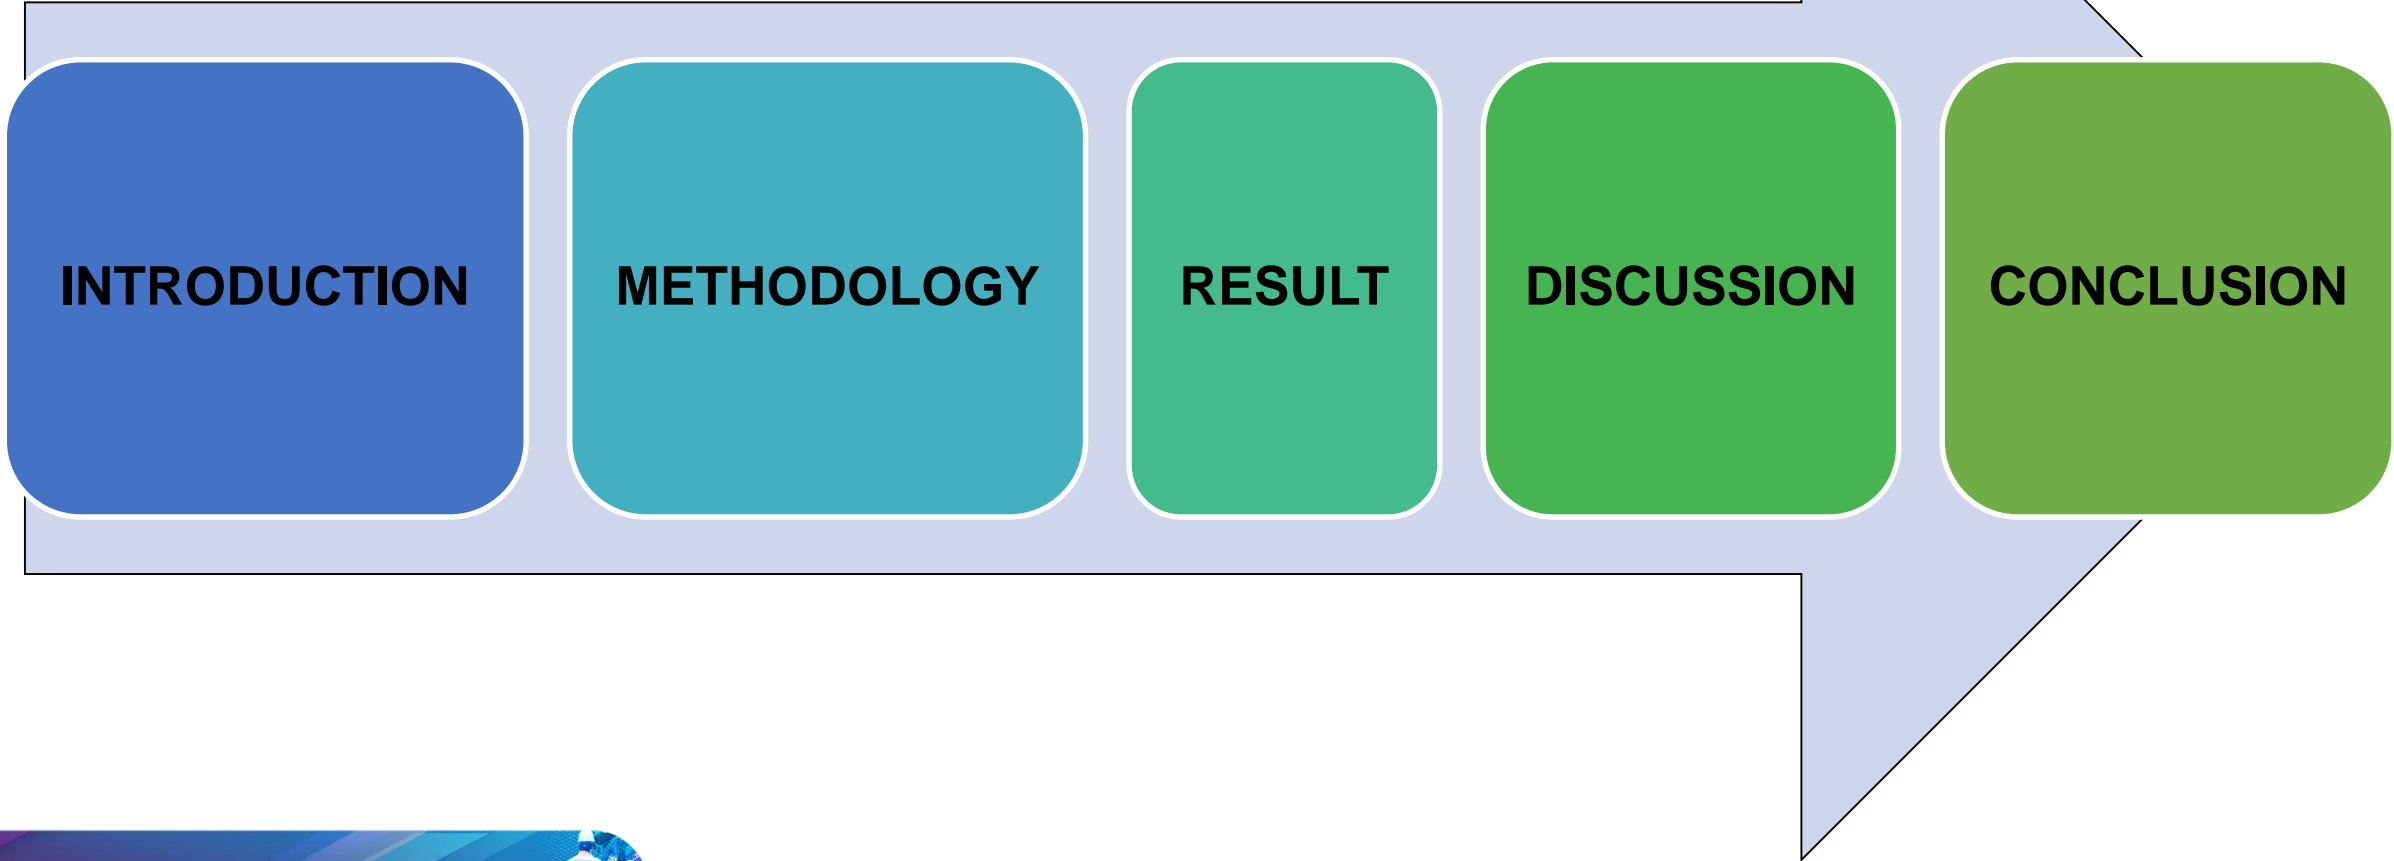 INTRODUCTION
METHODOLOGY
RESULT
DISCUSSION
CONCLUSION